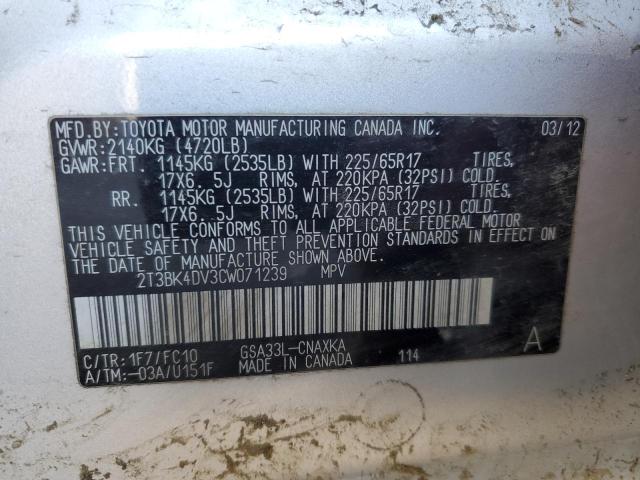 MFD.BY:TOYOTA MOTOR MANUFACTURING CANADA INC. 03/12
GVWR:2140KG (4720LB)
GAWR:FRT. 1145KG (2535LB) WITH 225/65R17 TIRES,
17X6.5J RIMS, AT 220KPA (32PSI) COLD.
RR. 1145KG (2535LB) WITH 225/65R17 TIRES,
17X6.5J RIMS, AT 220KPA (32PSI) COLD.
THIS VEHICLE CONFORMS TO ALL APPLICABLE FEDERAL MOTOR
VEHICLE SAFETY AND THEFT PREVENTION STANDARDS IN EFFECT ON
THE DATE OF MANUFACTURE SHOWN ABOVE.
2T3BK4DV3CW071239 MPV
C/TR:1F7/FC10 GSA33L-CNAXKA A
A/TM:-03A/U151F MADE IN CANADA 114